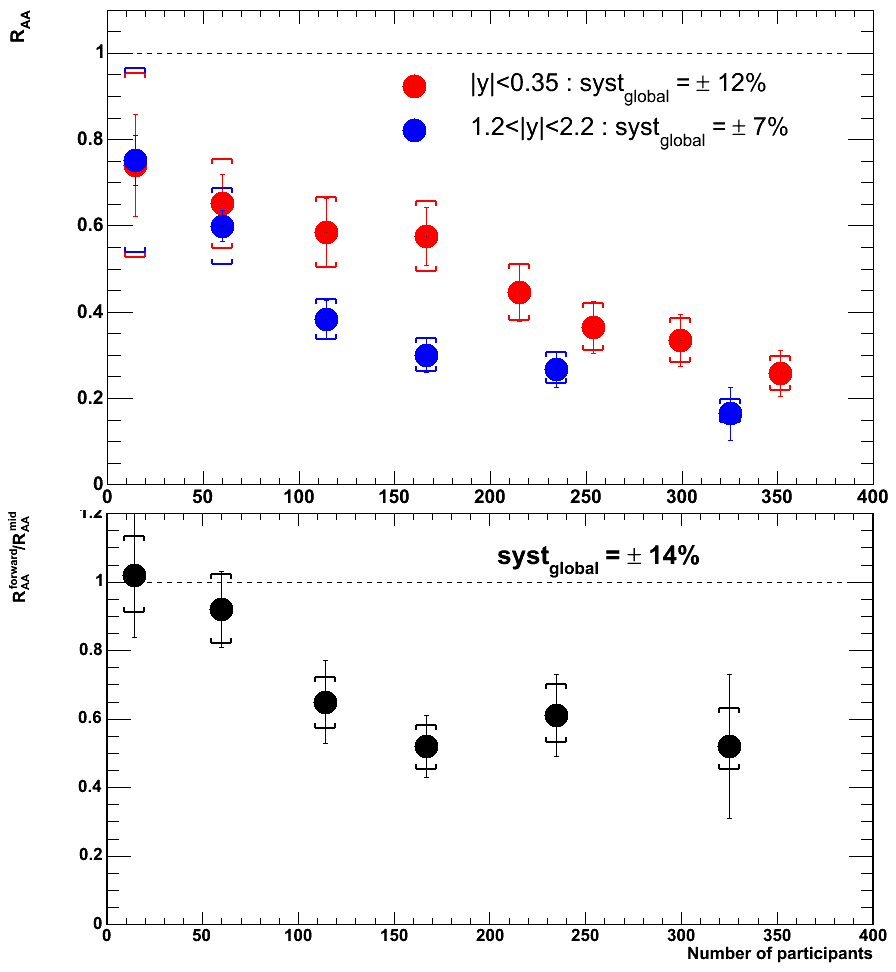 R_AA
1
0.8
0.6
0.4
0.2
0
|y|<0.35 : syst_global = ± 12%
1.2<|y|<2.2 : syst_global = ± 7%
0 50 100 150 200 250 300 350 400
R_AA^forward/R_AA^mid
1.2
1
0.8
0.6
0.4
0.2
0
syst_global = ± 14%
0 50 100 150 200 250 300 350 400
Number of participants